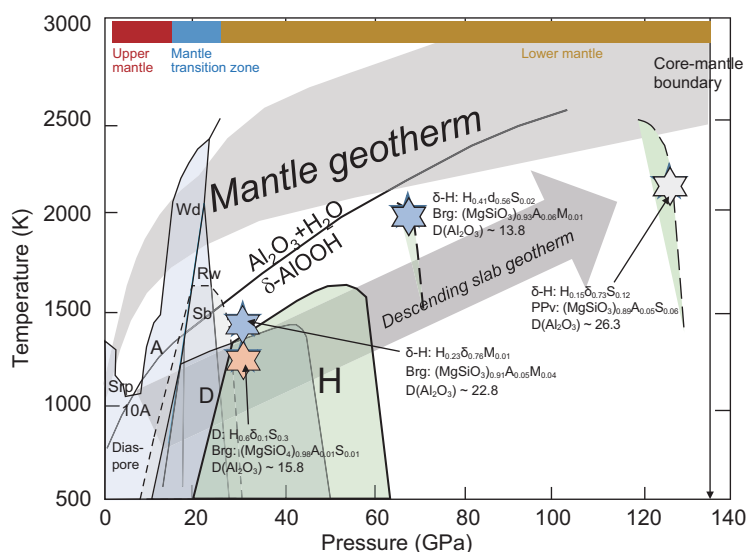 3000
2500
2000
1500
1000
500
Temperature (K)
Upper
mantle
Mantle
transition zone
Lower mantle
Core-mantle
boundary
Mantle geotherm
Al₂O₃+H₂O
δ-AlOOH
Descending slab geotherm
δ-H: H₀.₄₁d₀.₅₆S₀.₀₂
Brg: (MgSiO₃)₀.₉₃A₀.₀₆M₀.₀₁
D(Al₂O₃) ~ 13.8
δ-H: H₀.₁₅δ₀.₇₃S₀.₁₂
PPv: (MgSiO₃)₀.₈₉A₀.₀₅S₀.₀₆
D(Al₂O₃) ~ 26.3
δ-H: H₀.₂₃δ₀.₇₆M₀.₀₁
Brg: (MgSiO₃)₀.₉₁A₀.₀₅M₀.₀₄
D(Al₂O₃) ~ 22.8
D: H₀.₆δ₀.₁S₀.₃
Brg: (MgSiO₄)₀.₉₈A₀.₀₁S₀.₀₁
D(Al₂O₃) ~ 15.8
Wd
Rw
Sb
A
Srp
10A
D
H
Dias-
pore
0 20 40 60 80 100 120 140
Pressure (GPa)